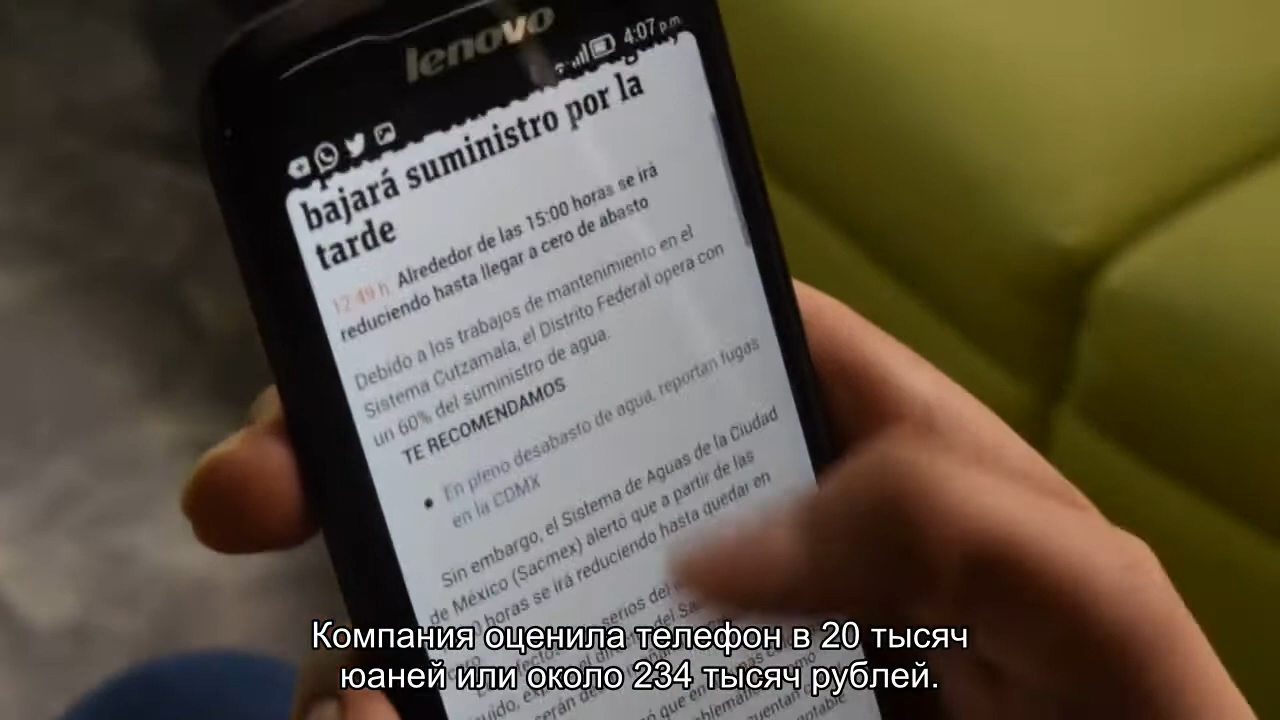 lenovo
4:07 p.m.
bajará suministro por la
tarde
12:49 h Alrededor de las 15:00 horas se irá
reduciendo hasta llegar a cero de abasto
Debido a los trabajos de mantenimiento en el
Sistema Cutzamala, el Distrito Federal opera con
un 60% del suministro de agua.
TE RECOMENDAMOS
• En pleno desabasto de agua, reportan fugas
en la CDMX
Sin embargo, el Sistema de Aguas de la Ciudad
de México (Sacmex) alertó que a partir de las
horas se irá reduciendo hasta quedar en
serios del
Компания оценила телефон в 20 тысяч
юаней или около 234 тысяч рублей.